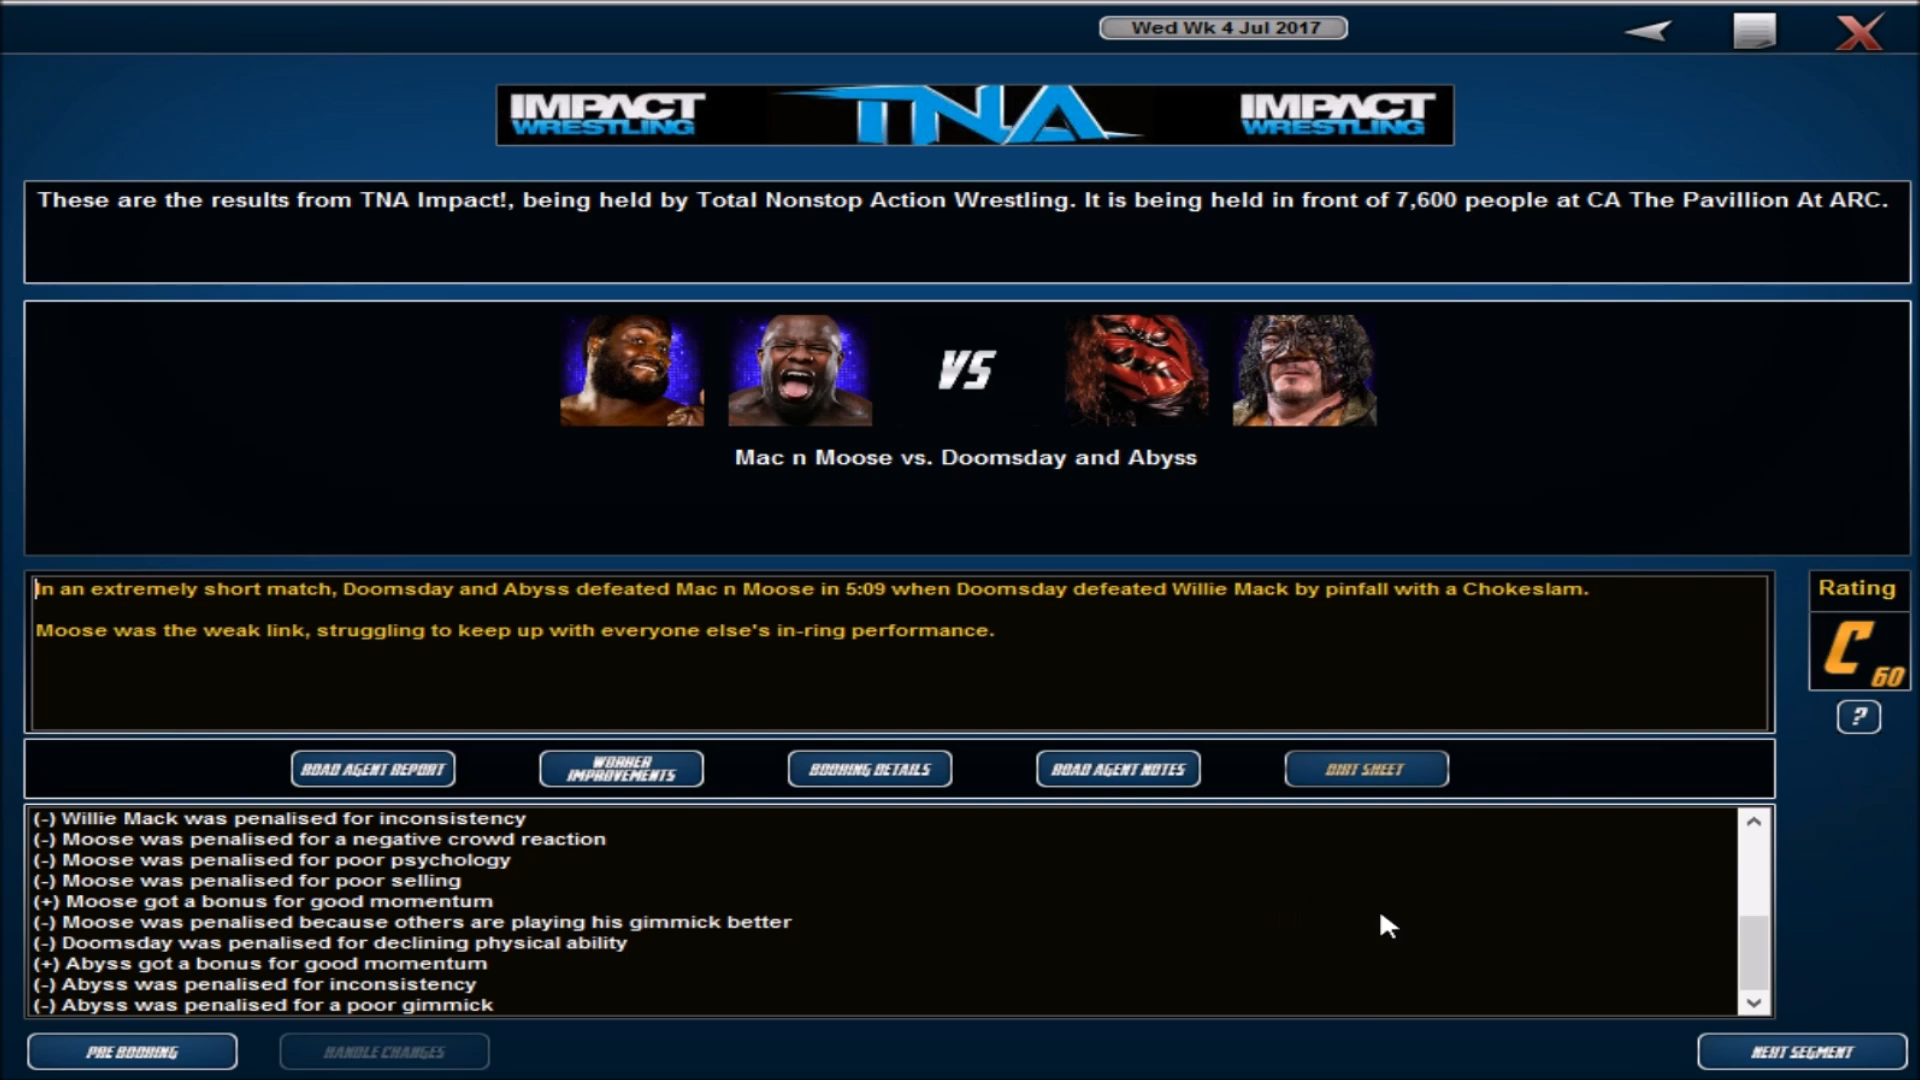 Wed Wk 4 Jul 2017
IMPACT WRESTLING TNA IMPACT WRESTLING
These are the results from TNA Impact!, being held by Total Nonstop Action Wrestling. It is being held in front of 7,600 people at CA The Pavillion At ARC.
VS
Mac n Moose vs. Doomsday and Abyss
In an extremely short match, Doomsday and Abyss defeated Mac n Moose in 5:09 when Doomsday defeated Willie Mack by pinfall with a Chokeslam.
Moose was the weak link, struggling to keep up with everyone else's in-ring performance.
Rating
C 60
?
ROAD AGENT REPORT
WORKER IMPROVEMENTS
BOOKING DETAILS
ROAD AGENT NOTES
DIRT SHEET
(-) Willie Mack was penalised for inconsistency
(-) Moose was penalised for a negative crowd reaction
(-) Moose was penalised for poor psychology
(-) Moose was penalised for poor selling
(+) Moose got a bonus for good momentum
(-) Moose was penalised because others are playing his gimmick better
(-) Doomsday was penalised for declining physical ability
(+) Abyss got a bonus for good momentum
(-) Abyss was penalised for inconsistency
(-) Abyss was penalised for a poor gimmick
PRE BOOKING
HANDLE CHANGES
NEXT SEGMENT